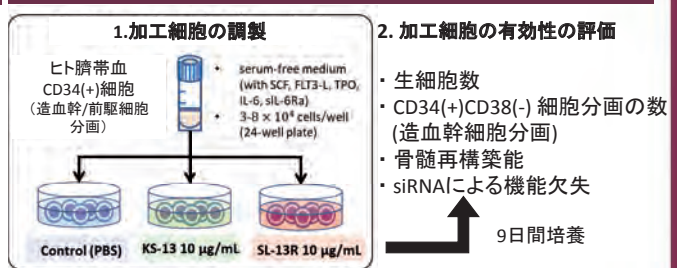 1.加工細胞の調製
ヒト臍帯血
CD34(+)細胞
(造血幹/前駆細胞
分画)
• serum-free medium
(with SCF, FLT3-L, TPO,
IL-6, sIL-6Ra)
• 3-8 × 10⁴ cells/well
(24-well plate)
Control (PBS)
KS-13 10 μg/mL
SL-13R 10 μg/mL
2. 加工細胞の有効性の評価
・生細胞数
・CD34(+)CD38(-) 細胞分画の数
(造血幹細胞分画)
・骨髄再構築能
・siRNAによる機能欠失
9日間培養